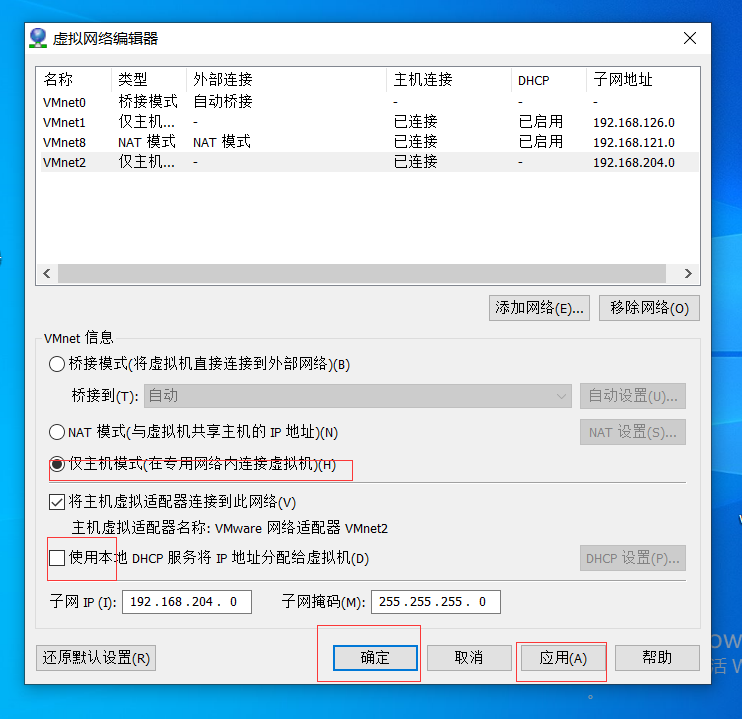 虚拟网络编辑器
名称 类型 外部连接 主机连接 DHCP 子网地址
VMnet0 桥接模式 自动桥接 - - -
VMnet1 仅主机... - 已连接 已启用 192.168.126.0
VMnet8 NAT 模式 NAT 模式 已连接 已启用 192.168.121.0
VMnet2 仅主机... - 已连接 - 192.168.204.0
添加网络(E)... 移除网络(O)
VMnet 信息
桥接模式(将虚拟机直接连接到外部网络)(B)
桥接到(T): 自动 自动设置(U)...
NAT 模式(与虚拟机共享主机的 IP 地址)(N) NAT 设置(S)...
仅主机模式(在专用网络内连接虚拟机)(H)
将主机虚拟适配器连接到此网络(V)
主机虚拟适配器名称: VMware 网络适配器 VMnet2
使用本地 DHCP 服务将 IP 地址分配给虚拟机(D) DHCP 设置(P)...
子网 IP (I): 192 .168 .204 . 0 子网掩码(M): 255 .255 .255 . 0
还原默认设置(R) 确定 取消 应用(A) 帮助